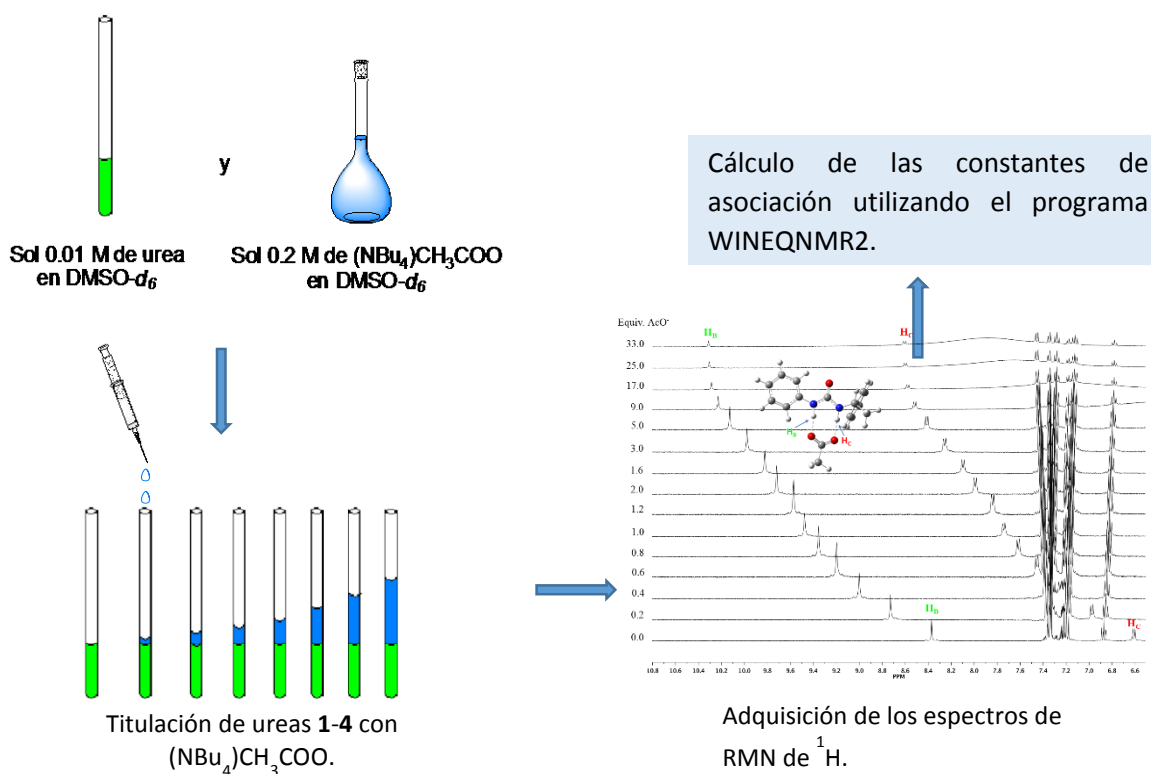 y
Sol 0.01 M de urea
en DMSO-d6
Sol 0.2 M de (NBu4)CH3COO
en DMSO-d6
Titulación de ureas 1-4 con
(NBu4)CH3COO.
Cálculo de las constantes de
asociación utilizando el programa
WINEQNMR2.
Equiv. AcO-
HB
HC
33.0
25.0
17.0
9.0
5.0
3.0
1.6
2.0
1.2
1.0
0.8
0.6
0.4
0.2
0.0
HB
HC
HB
HC
10.8 10.6 10.4 10.2 10.0 9.8 9.6 9.4 9.2 9.0 8.8 8.6 8.4 8.2 8.0 7.8 7.6 7.4 7.2 7.0 6.8 6.6
PPM
Adquisición de los espectros de
RMN de 1H.